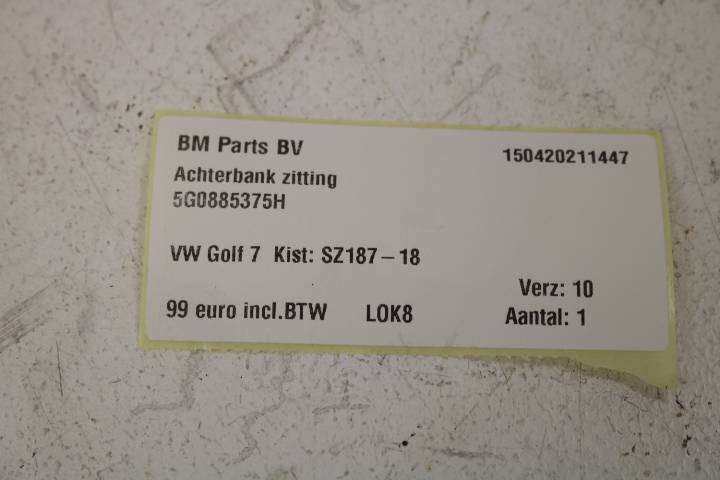 BM Parts BV
150420211447
Achterbank zitting
5G0885375H
VW Golf 7 Kist: SZ187-18
Verz: 10
99 euro incl.BTW LOK8
Aantal: 1